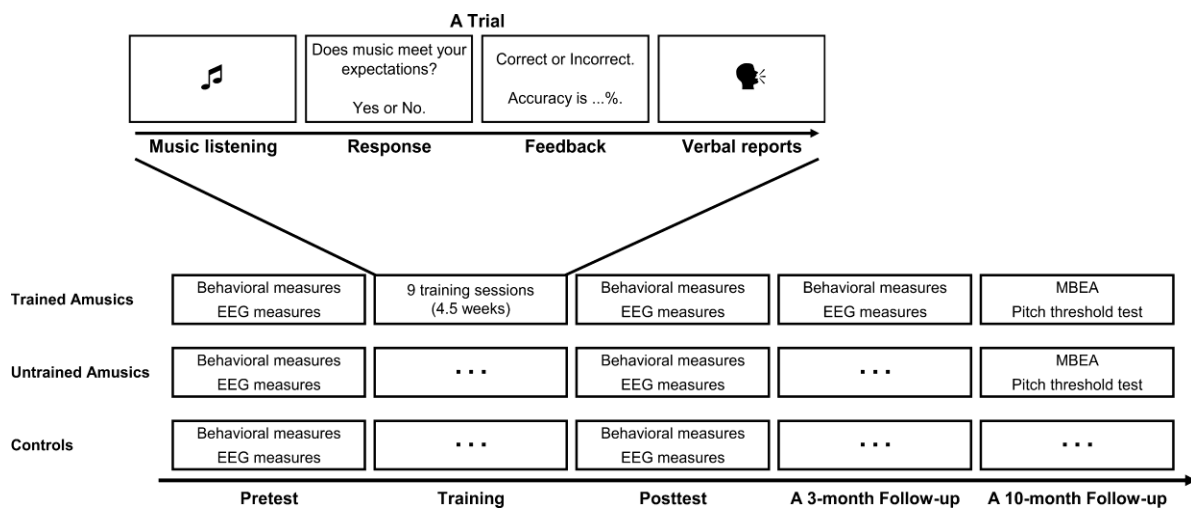 A Trial
Does music meet your
expectations?
Yes or No.
Correct or Incorrect.
Accuracy is ...%.
Music listening
Response
Feedback
Verbal reports
Trained Amusics
Behavioral measures
EEG measures
9 training sessions
(4.5 weeks)
Behavioral measures
EEG measures
Behavioral measures
EEG measures
MBEA
Pitch threshold test
Untrained Amusics
Behavioral measures
EEG measures
...
Behavioral measures
EEG measures
...
MBEA
Pitch threshold test
Controls
Behavioral measures
EEG measures
...
Behavioral measures
EEG measures
...
...
Pretest
Training
Posttest
A 3-month Follow-up
A 10-month Follow-up